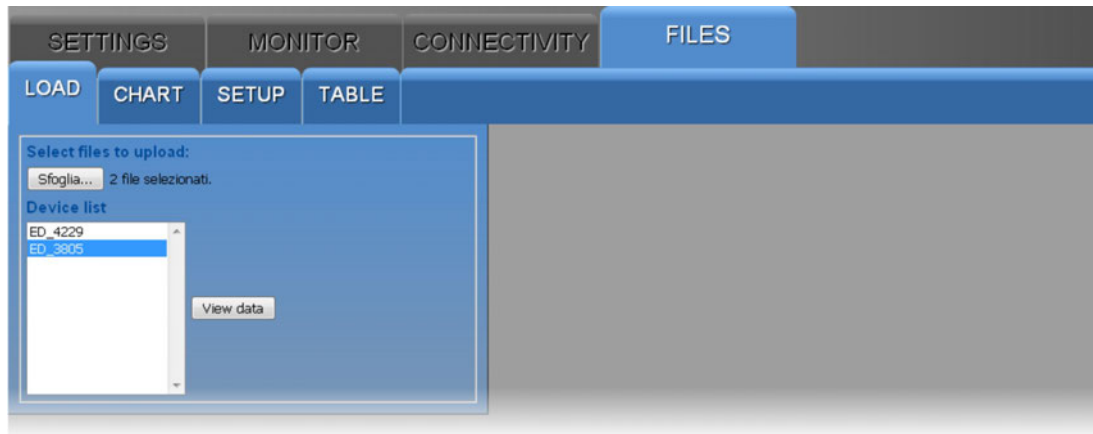 SETTINGS MONITOR CONNECTIVITY FILES
LOAD CHART SETUP TABLE
Select files to upload:
Sfoglia... 2 file selezionati.
Device list
ED_4229
ED_3805
View data